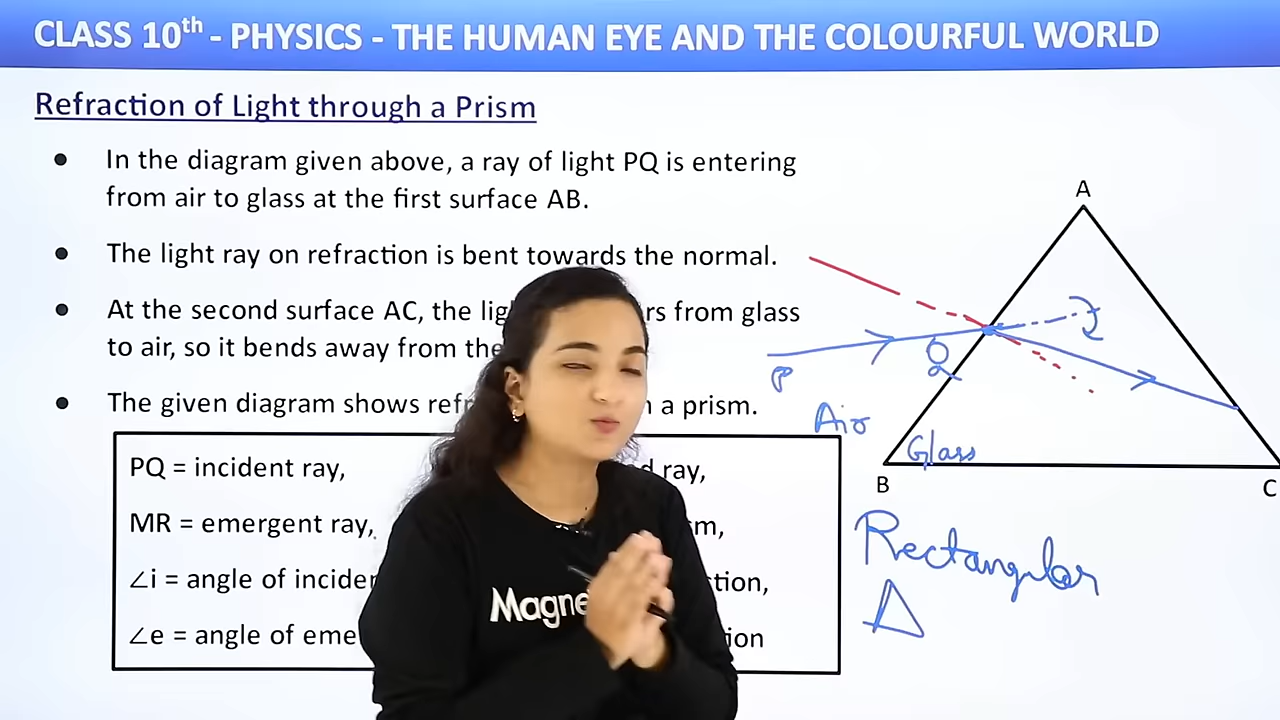 CLASS 10th - PHYSICS - THE HUMAN EYE AND THE COLOURFUL WORLD
Refraction of Light through a Prism
• In the diagram given above, a ray of light PQ is entering
from air to glass at the first surface AB.
• The light ray on refraction is bent towards the normal.
• At the second surface AC, the lig rs from glass
to air, so it bends away from the
• The given diagram shows refr a prism.
PQ = incident ray, d ray,
MR = emergent ray, sm,
∠i = angle of inciden tion,
∠e = angle of eme ion
A
P
Q
Air
Glass
B
C
Rectangular
Δ
Magne